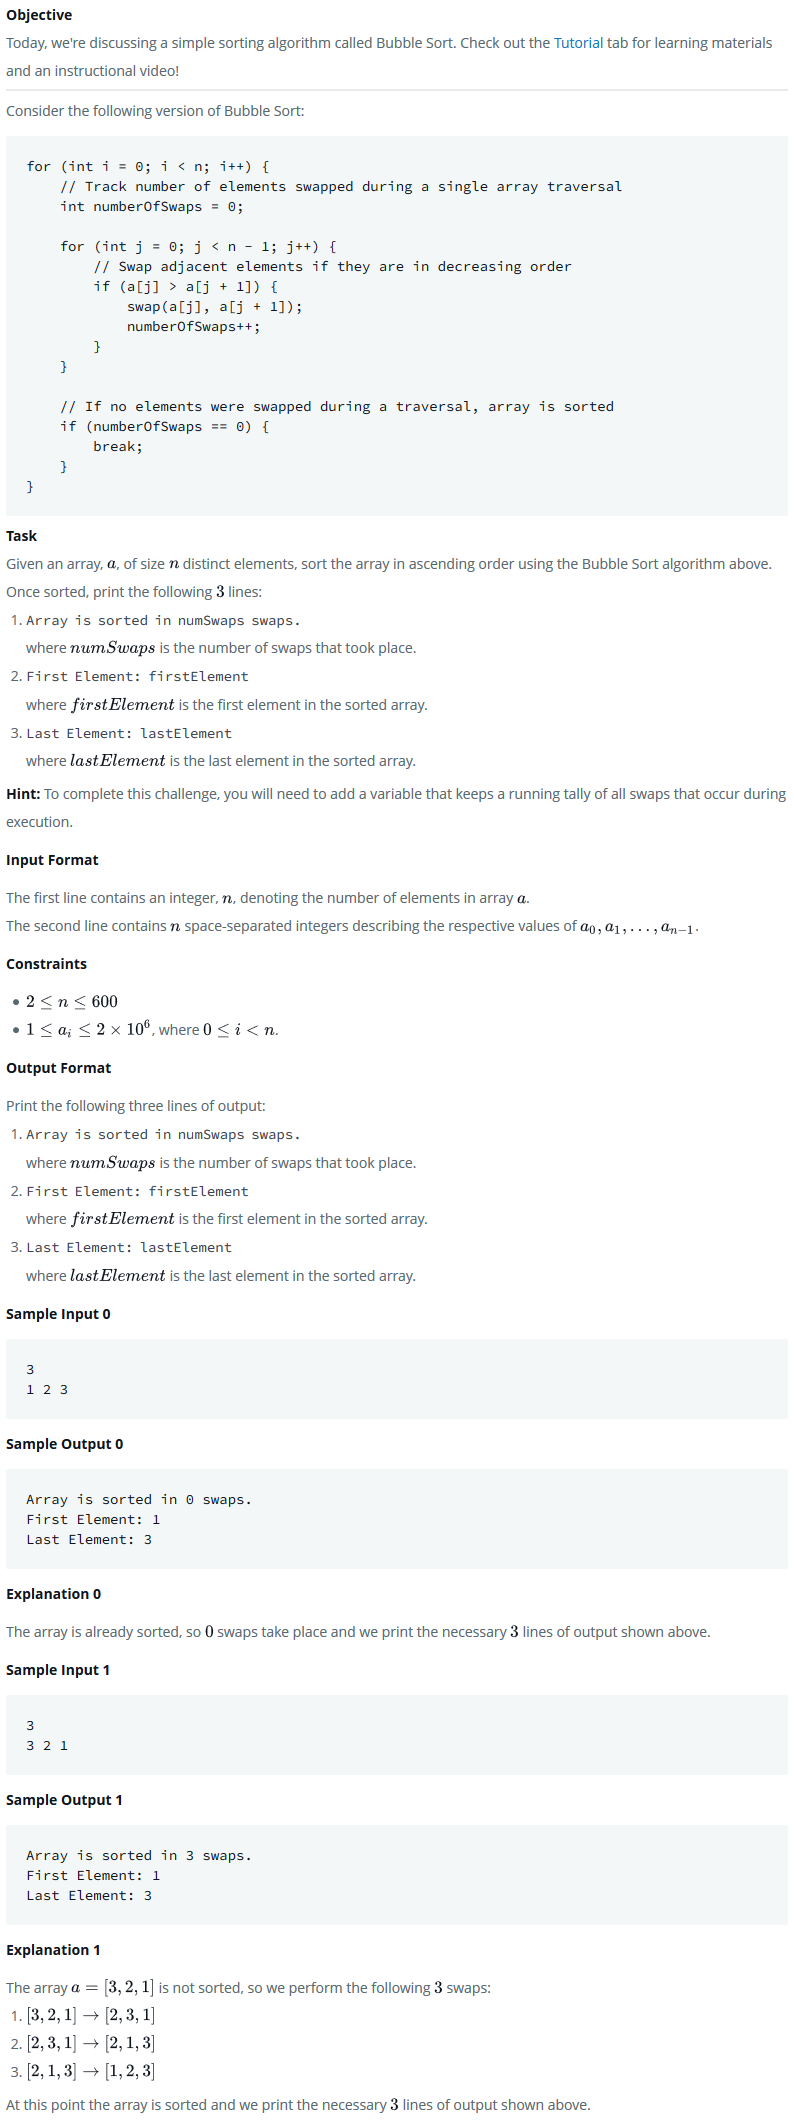 Objective
Today, we're discussing a simple sorting algorithm called Bubble Sort. Check out the Tutorial tab for learning materials
and an instructional video!
Consider the following version of Bubble Sort:
for (int i = 0; i < n; i++) {
    // Track number of elements swapped during a single array traversal
    int numberOfSwaps = 0;

    for (int j = 0; j < n - 1; j++) {
        // Swap adjacent elements if they are in decreasing order
        if (a[j] > a[j + 1]) {
            swap(a[j], a[j + 1]);
            numberOfSwaps++;
        }
    }

    // If no elements were swapped during a traversal, array is sorted
    if (numberOfSwaps == 0) {
        break;
    }
}
Task
Given an array, a, of size n distinct elements, sort the array in ascending order using the Bubble Sort algorithm above.
Once sorted, print the following 3 lines:
1. Array is sorted in numSwaps swaps.
where numSwaps is the number of swaps that took place.
2. First Element: firstElement
where firstElement is the first element in the sorted array.
3. Last Element: lastElement
where lastElement is the last element in the sorted array.
Hint: To complete this challenge, you will need to add a variable that keeps a running tally of all swaps that occur during
execution.
Input Format
The first line contains an integer, n, denoting the number of elements in array a.
The second line contains n space-separated integers describing the respective values of a₀, a₁, . . . , aₙ₋₁.
Constraints
• 2 ≤ n ≤ 600
• 1 ≤ aᵢ ≤ 2 × 10⁶, where 0 ≤ i < n.
Output Format
Print the following three lines of output:
1. Array is sorted in numSwaps swaps.
where numSwaps is the number of swaps that took place.
2. First Element: firstElement
where firstElement is the first element in the sorted array.
3. Last Element: lastElement
where lastElement is the last element in the sorted array.
Sample Input 0
3
1 2 3
Sample Output 0
Array is sorted in 0 swaps.
First Element: 1
Last Element: 3
Explanation 0
The array is already sorted, so 0 swaps take place and we print the necessary 3 lines of output shown above.
Sample Input 1
3
3 2 1
Sample Output 1
Array is sorted in 3 swaps.
First Element: 1
Last Element: 3
Explanation 1
The array a = [3, 2, 1] is not sorted, so we perform the following 3 swaps:
1. [3, 2, 1] → [2, 3, 1]
2. [2, 3, 1] → [2, 1, 3]
3. [2, 1, 3] → [1, 2, 3]
At this point the array is sorted and we print the necessary 3 lines of output shown above.